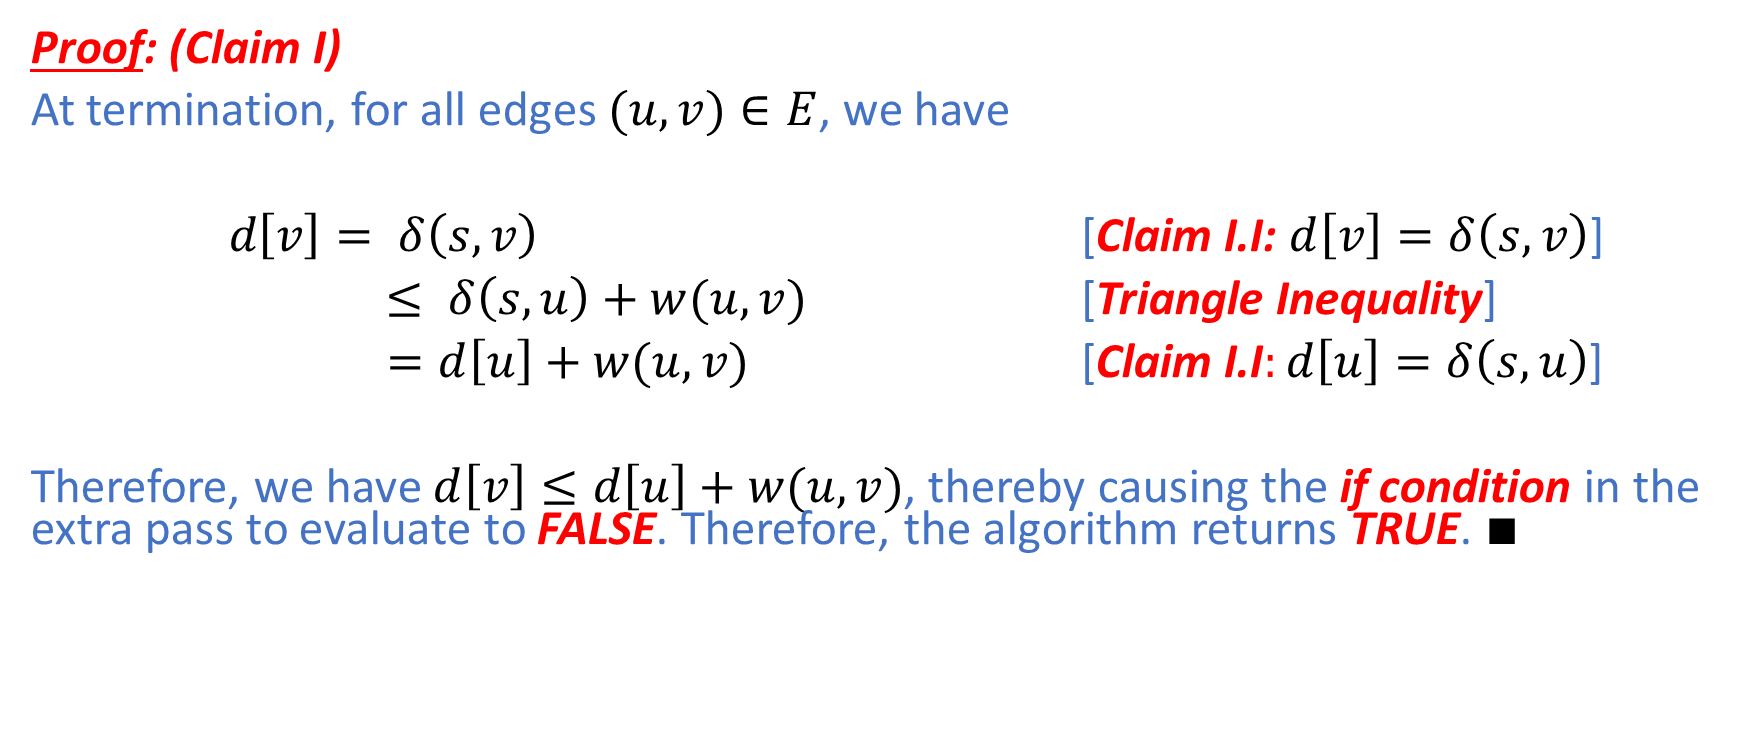 Proof: (Claim I)
At termination, for all edges (u, v) ∈ E, we have
d[v] = δ(s, v) [Claim I.I: d[v] = δ(s, v)]
≤ δ(s, u) + w(u, v) [Triangle Inequality]
= d[u] + w(u, v) [Claim I.I: d[u] = δ(s, u)]
Therefore, we have d[v] ≤ d[u] + w(u, v), thereby causing the if condition in the
extra pass to evaluate to FALSE. Therefore, the algorithm returns TRUE. ■